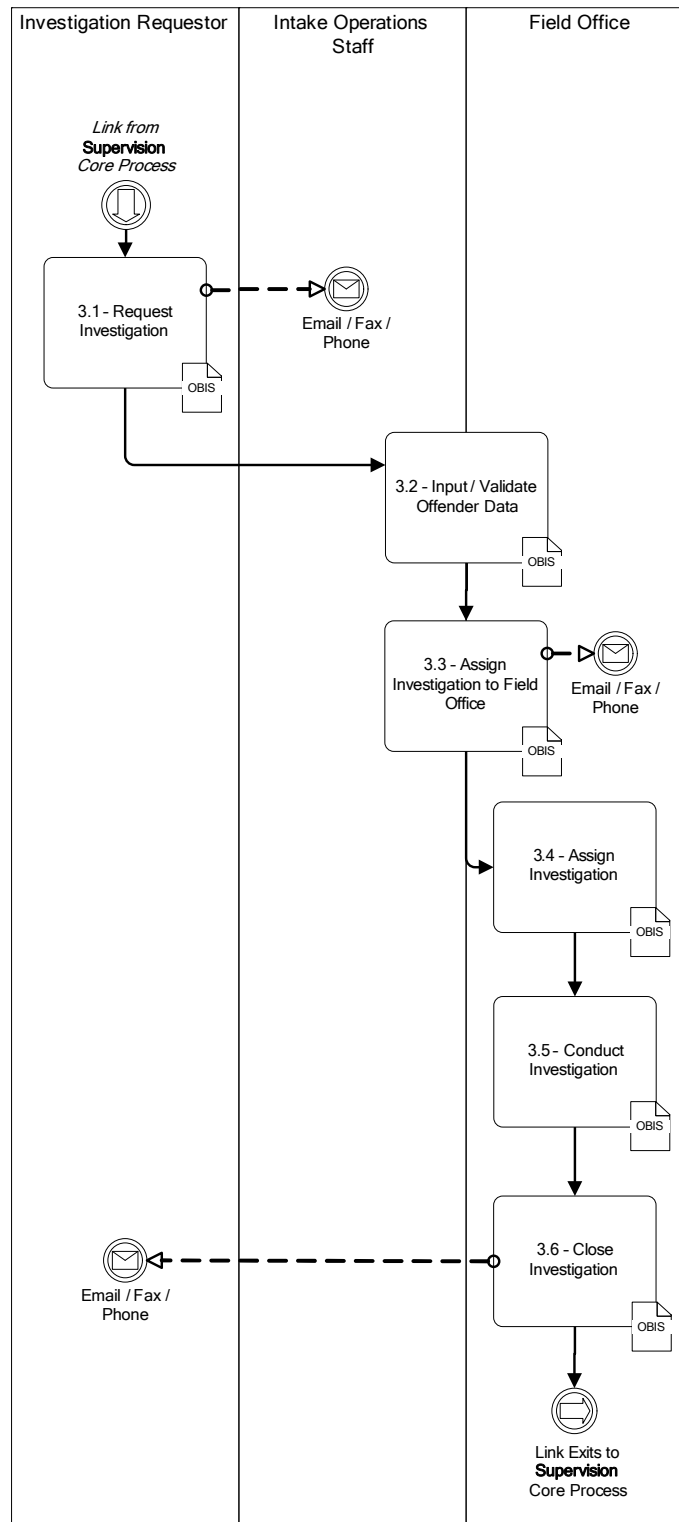 Investigation Requestor
Intake Operations
Staff
Field Office
Link from
Supervision
Core Process
3.1 - Request
Investigation
OBIS
Email / Fax /
Phone
3.2 - Input / Validate
Offender Data
OBIS
3.3 - Assign
Investigation to Field
Office
OBIS
Email / Fax /
Phone
3.4 - Assign
Investigation
OBIS
3.5 - Conduct
Investigation
OBIS
3.6 - Close
Investigation
OBIS
Email / Fax /
Phone
Link Exits to
Supervision
Core Process